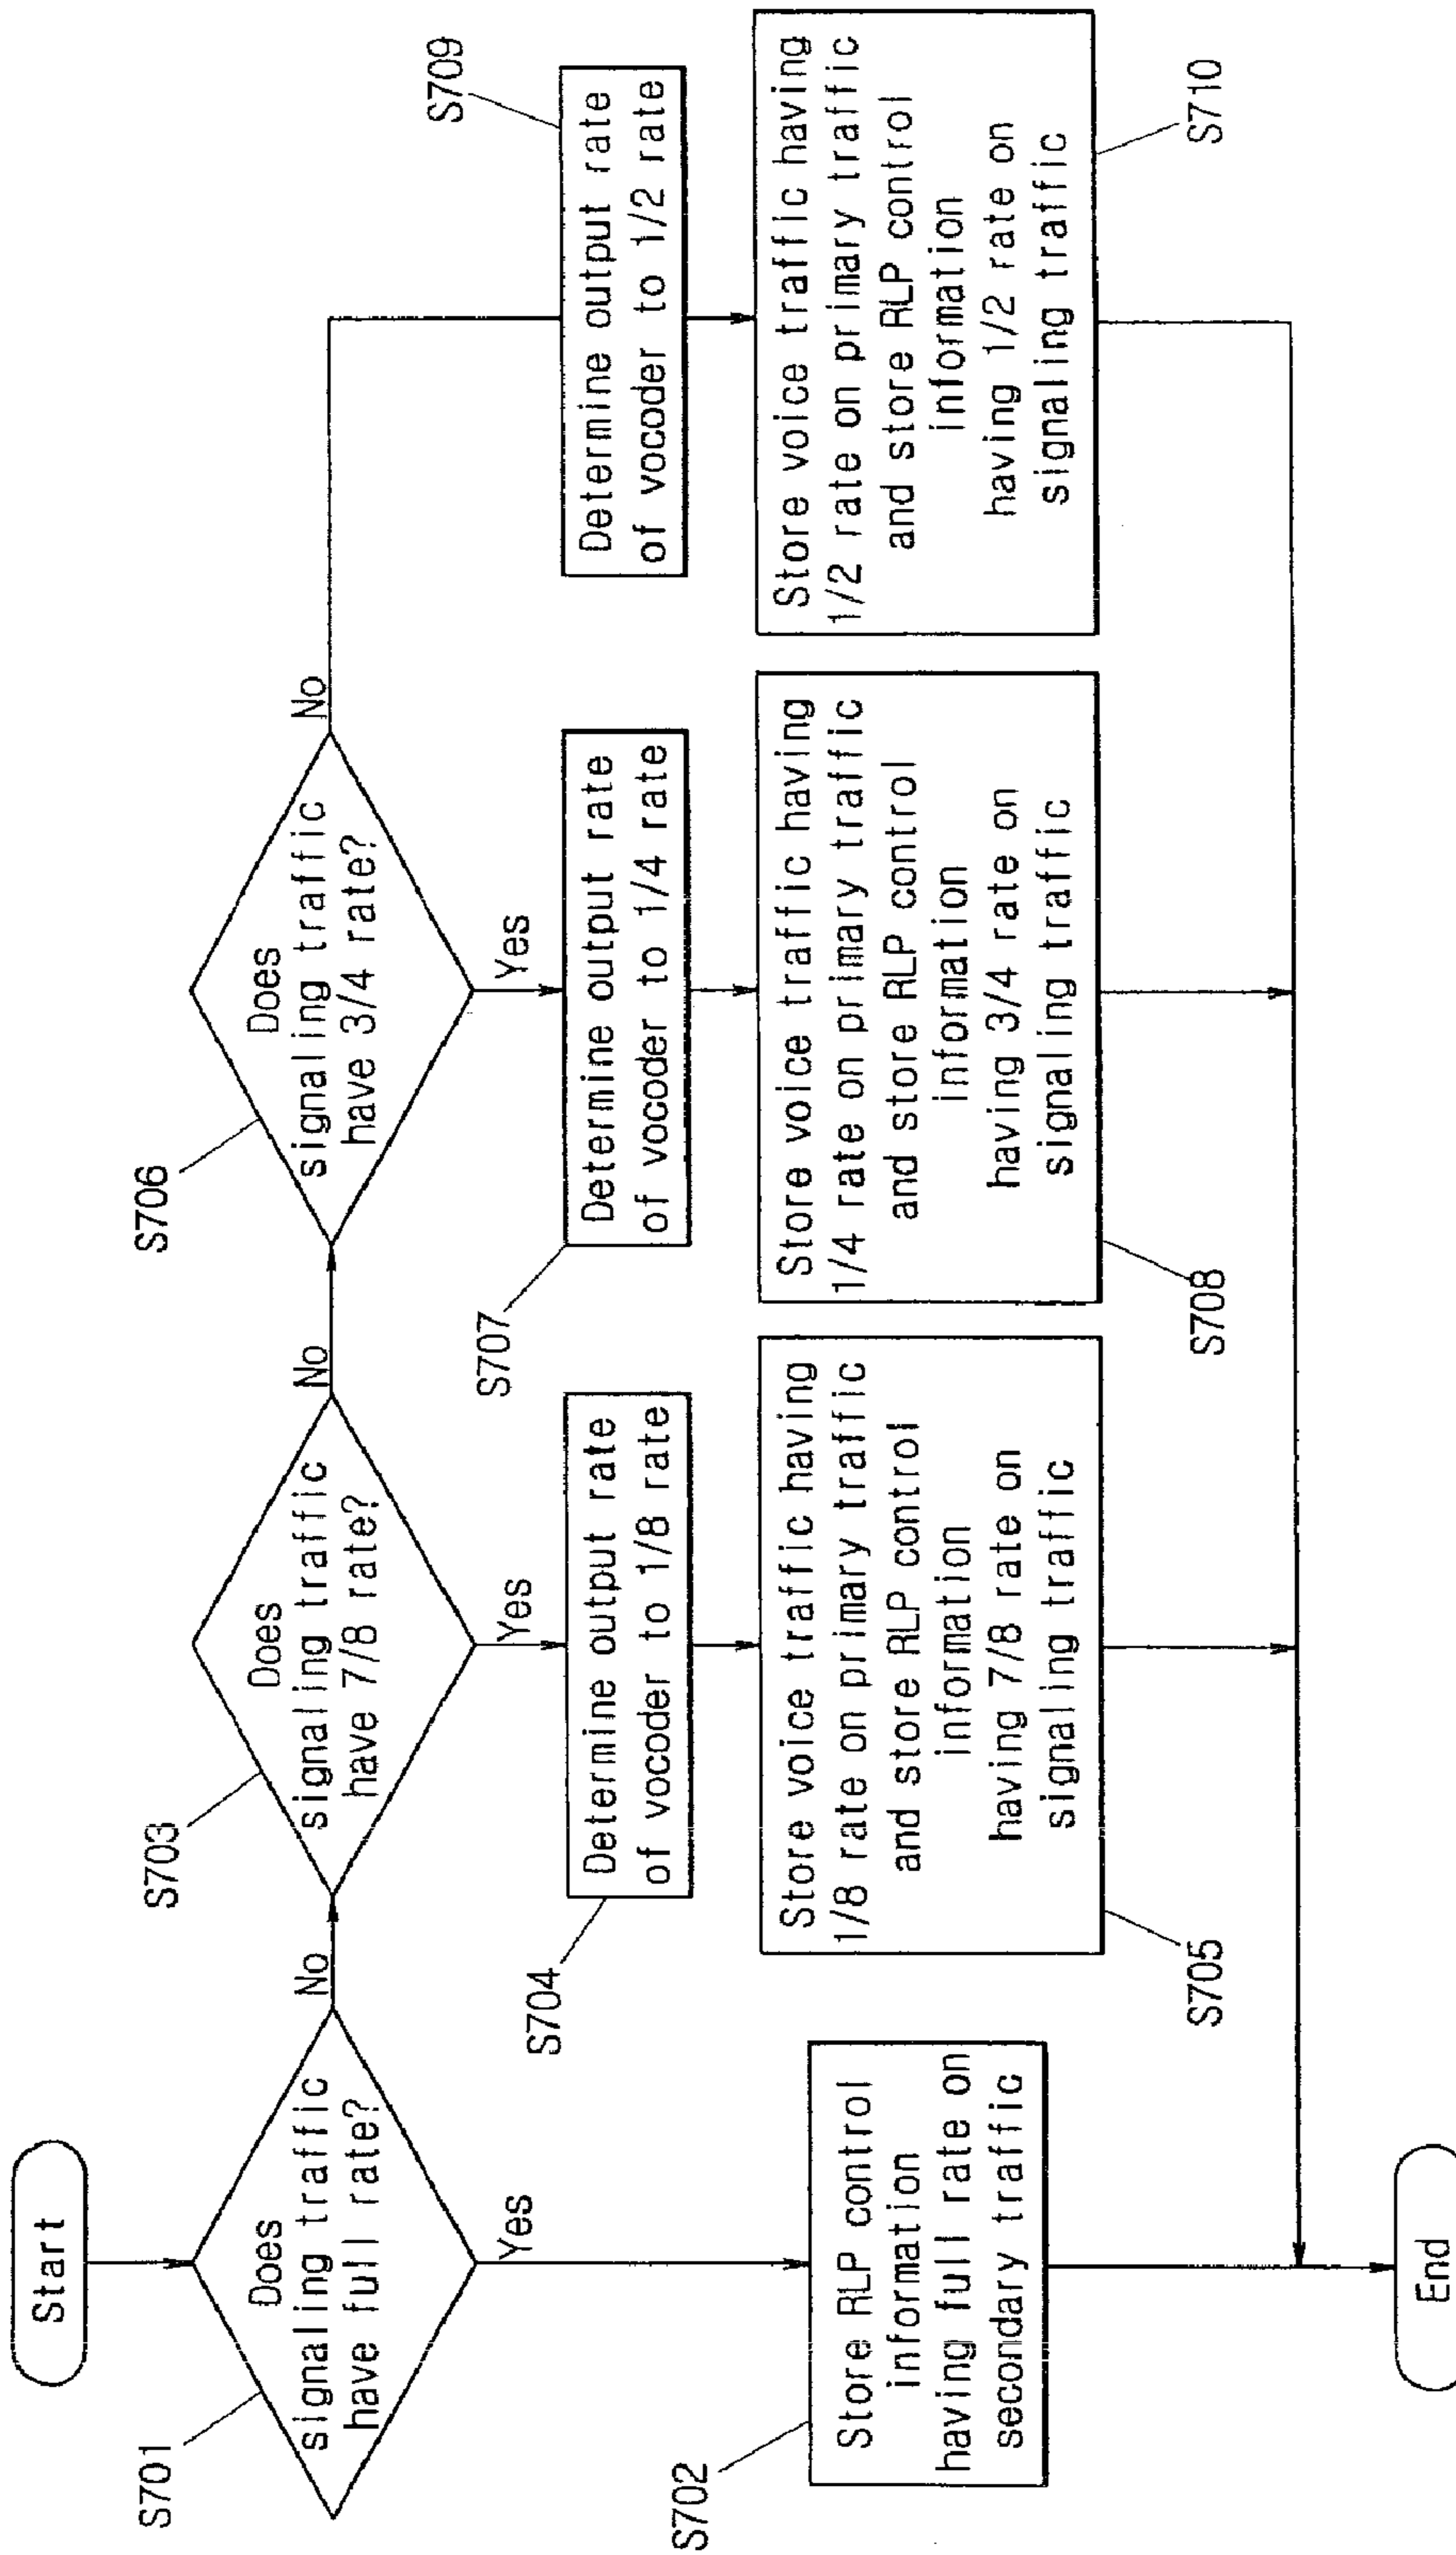 Start
S701
Does
signaling traffic
have full rate?
No
Yes
S702
Store RLP control
information
having full rate on
secondary traffic
S703
Does
signaling traffic
have 7/8 rate?
No
Yes
S704
Determine output rate
of vocoder to 1/8 rate
S705
Store voice traffic having
1/8 rate on primary traffic
and store RLP control
information
having 7/8 rate on
signaling traffic
S706
Does
signaling traffic
have 3/4 rate?
No
Yes
S707
Determine output rate
of vocoder to 1/4 rate
S708
Store voice traffic having
1/4 rate on primary traffic
and store RLP control
information
having 3/4 rate on
signaling traffic
S709
Determine output rate
of vocoder to 1/2 rate
S710
Store voice traffic having
1/2 rate on primary traffic
and store RLP control
information
having 1/2 rate on
signaling traffic
End